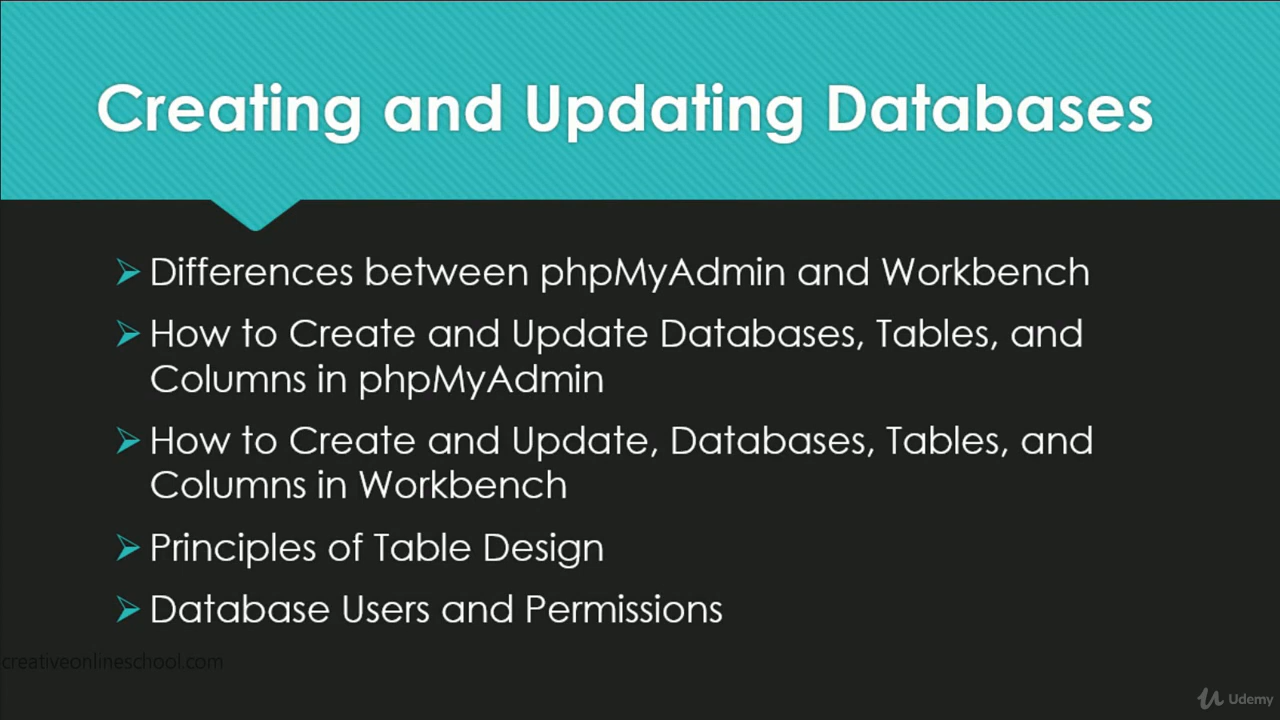 Creating and Updating Databases
Differences between phpMyAdmin and Workbench
How to Create and Update Databases, Tables, and
Columns in phpMyAdmin
How to Create and Update, Databases, Tables, and
Columns in Workbench
Principles of Table Design
Database Users and Permissions
creativeonlineschool.com
Udemy